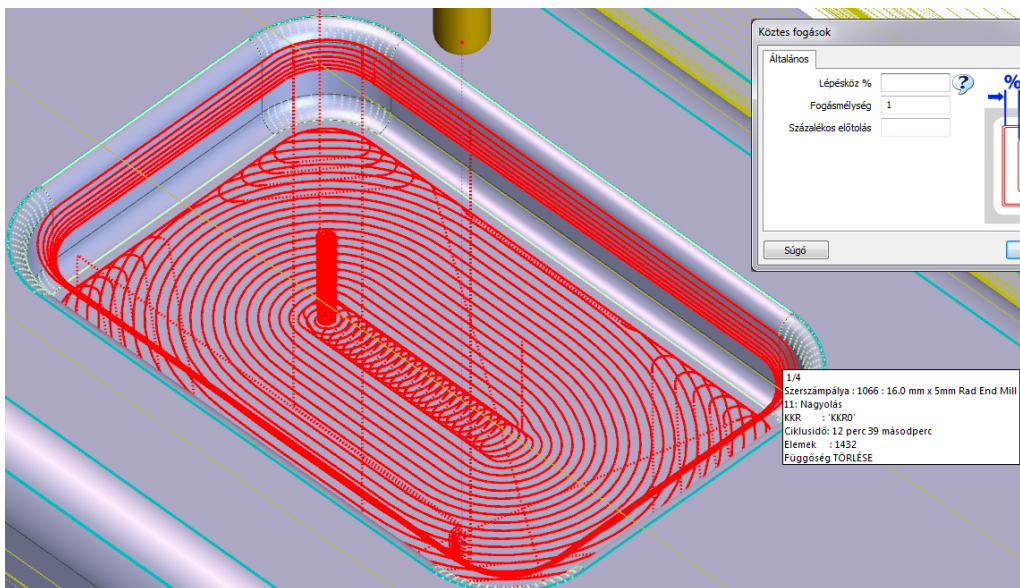 Köztes fogások
Általános
Lépésköz %
?
%
Fogásmélység 1
Százalékos előtolás
Súgó
1/4
Szerszámpálya : 1066 : 16.0 mm x 5mm Rad End Mill
11: Nagyolás
KKR : 'KKR0'
Ciklusidő: 12 perc 39 másodperc
Elemek : 1432
Függőség TÖRLÉSE